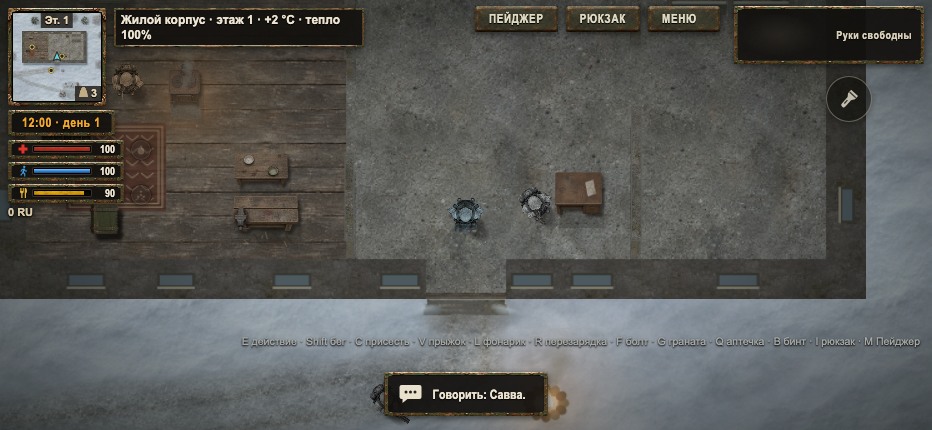 Эт. 1
3
Жилой корпус · этаж 1 · +2 °C · тепло
100%
ПЕЙДЖЕР
РЮКЗАК
МЕНЮ
Руки свободны
12:00 · день 1
100
100
90
0 RU
E действие · Shift бег · C присесть · V прыжок · L фонарик · R перезарядка · F болт · G граната · Q аптечка · B бинт · I рюкзак · M Пейджер
Говорить: Савва.